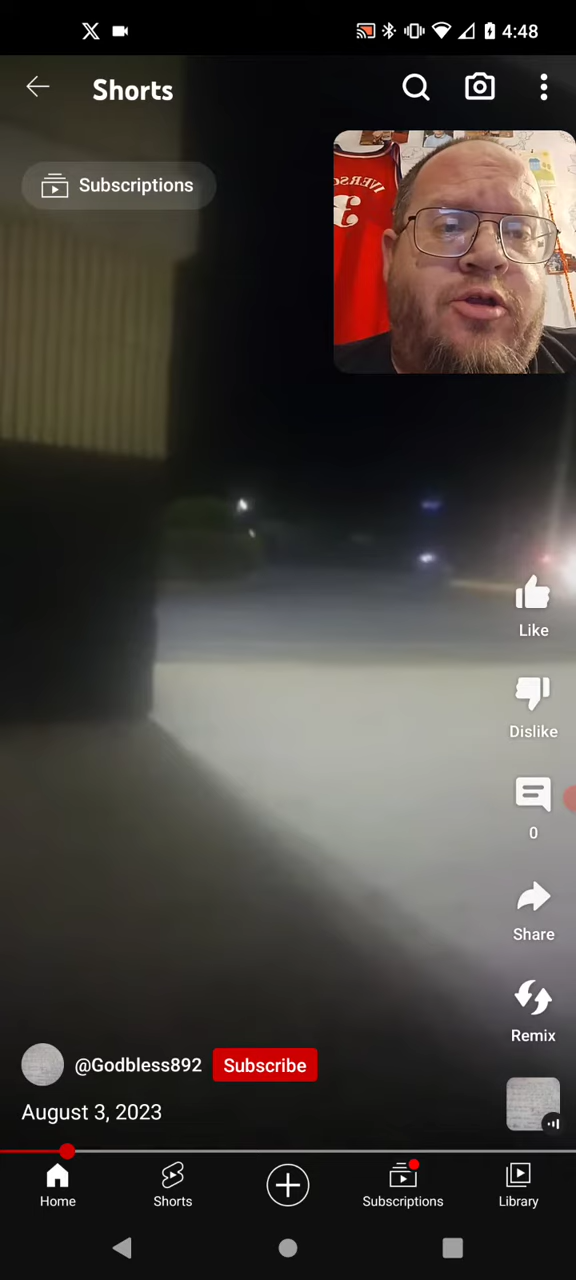 4:48
Shorts
Subscriptions
Like
Dislike
0
Share
Remix
@Godbless892 Subscribe
August 3, 2023
Home Shorts Subscriptions Library